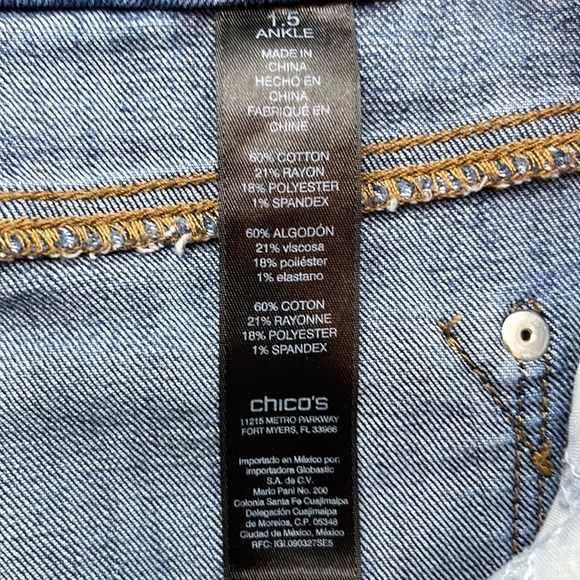 1.5
ANKLE
MADE IN
CHINA
HECHO EN
CHINA
FABRIQUÉ EN
CHINE
60% COTTON
21% RAYON
18% POLYESTER
1% SPANDEX
60% ALGODÓN
21% viscosa
18% poliéster
1% elastano
60% COTON
21% RAYONNE
18% POLYESTER
1% SPANDEX
chico's
11215 METRO PARKWAY
FORT MYERS, FL 33966
Importado en México por:
Importadora Globastic
S.A. de C.V.
Mario Pani No. 200
Colonia Santa Fe Cuajimalpa
Delegación Cuajimalpa
de Morelos, C.P. 05348
Ciudad de México, México
RFC: IGL090327SE5